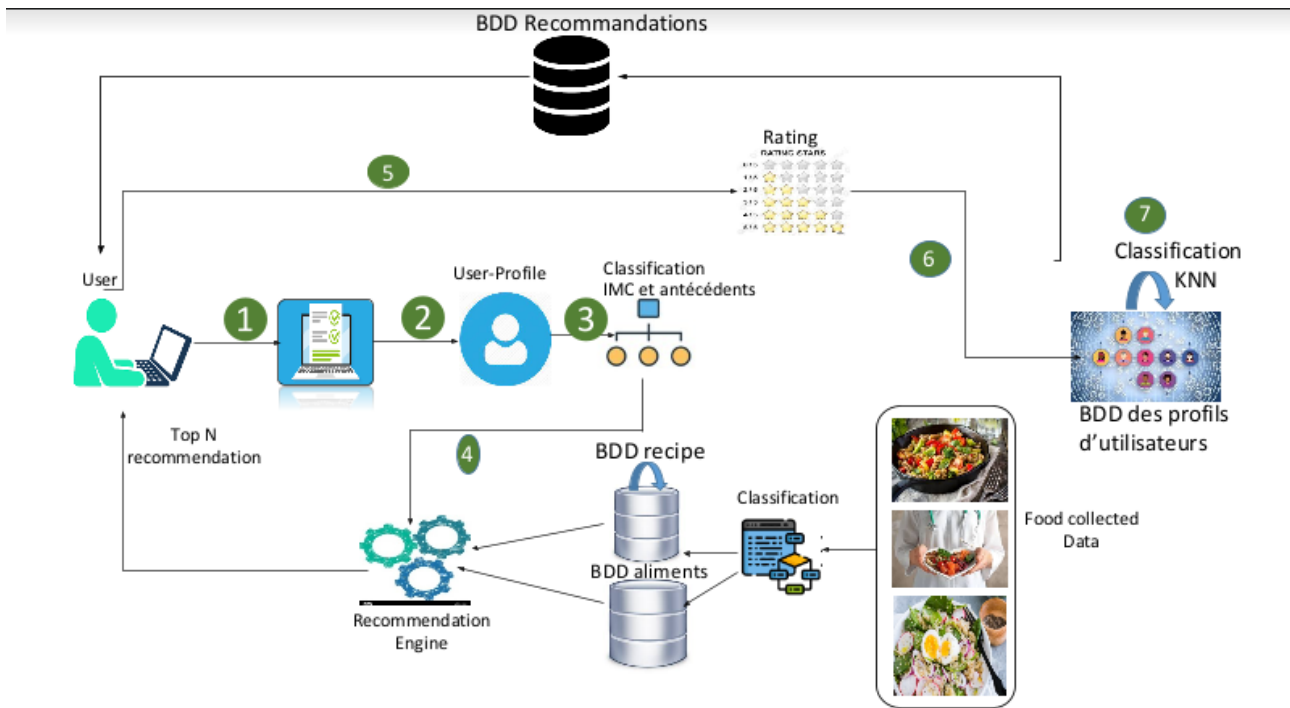 BDD Recommandations
Rating
RATING STARS
5
7
Classification
KNN
6
User
User-Profile
Classification
IMC et antécédents
1
2
3
BDD des profils
d'utilisateurs
Top N
recommendation
4
BDD recipe
Classification
Food collected
Data
BDD aliments
Recommendation
Engine